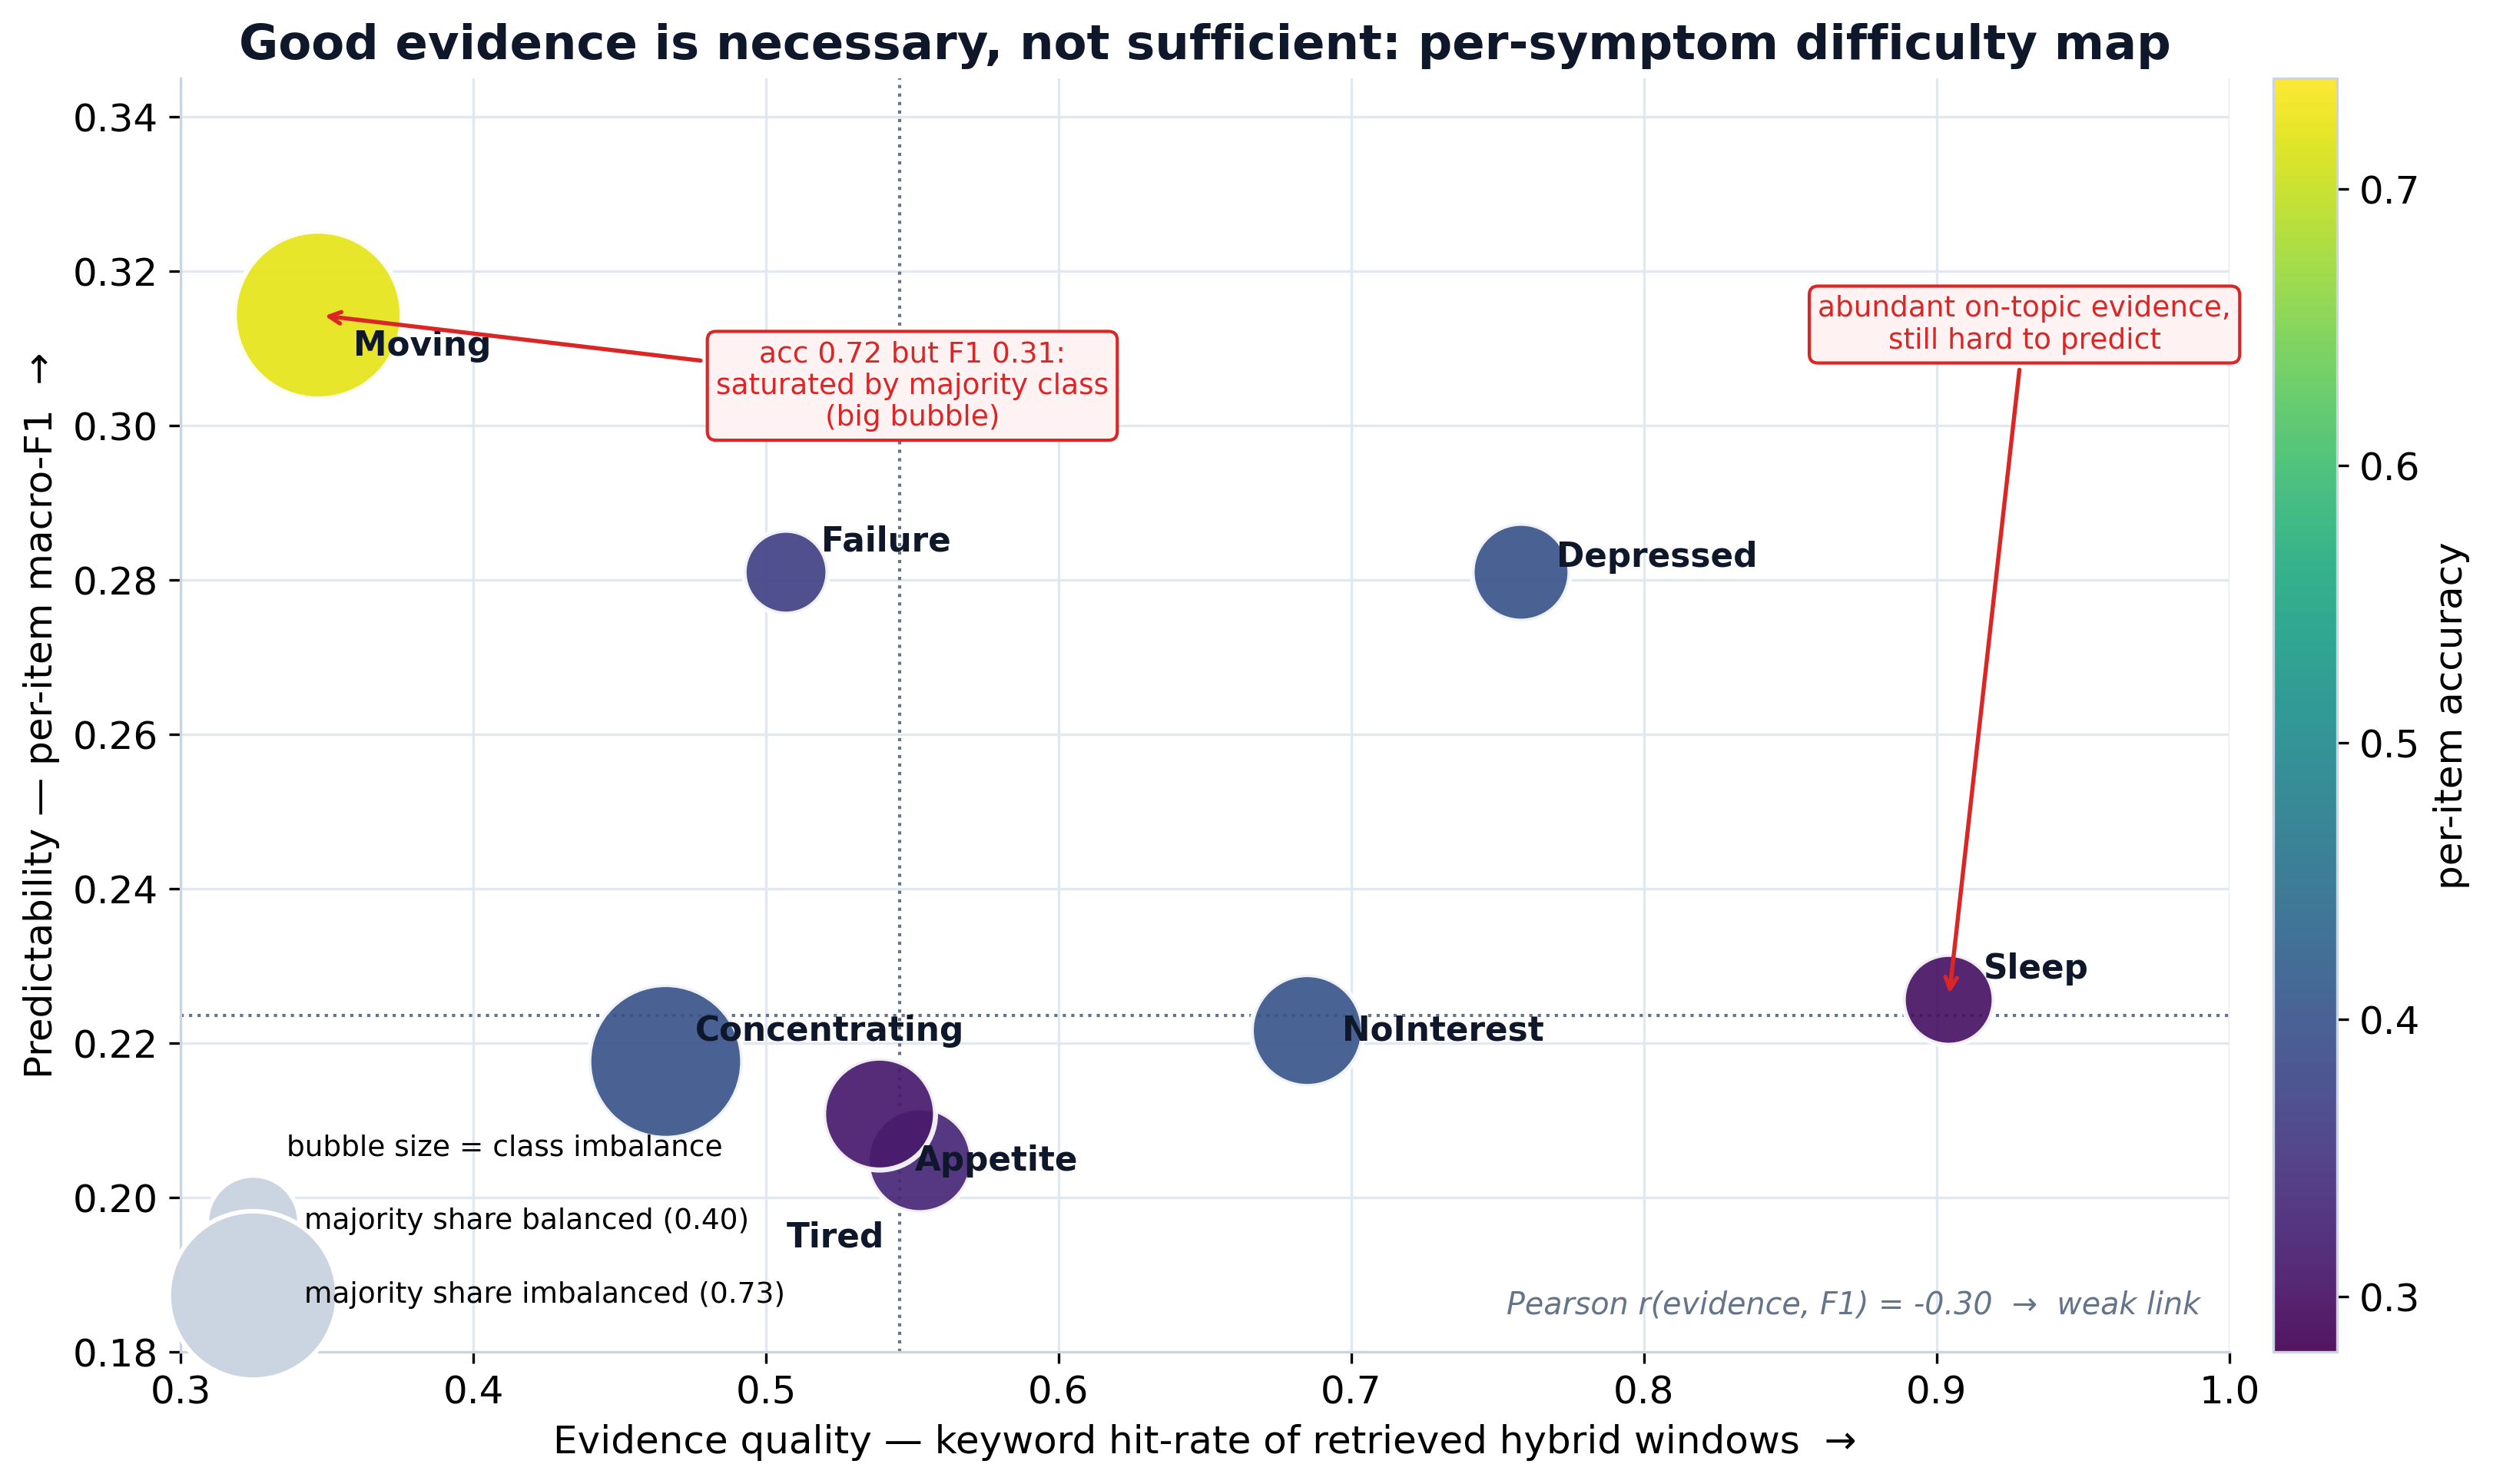 Good evidence is necessary, not sufficient: per-symptom difficulty map
Predictability — per-item macro-F1 →
0.34
0.32
0.30
0.28
0.26
0.24
0.22
0.20
0.18
Moving
acc 0.72 but F1 0.31:
saturated by majority class
(big bubble)
abundant on-topic evidence,
still hard to predict
Failure
Depressed
Sleep
Concentrating
NoInterest
Appetite
Tired
bubble size = class imbalance
majority share balanced (0.40)
majority share imbalanced (0.73)
Pearson r(evidence, F1) = -0.30 → weak link
0.3
0.4
0.5
0.6
0.7
0.8
0.9
1.0
Evidence quality — keyword hit-rate of retrieved hybrid windows →
0.7
0.6
0.5
0.4
0.3
per-item accuracy